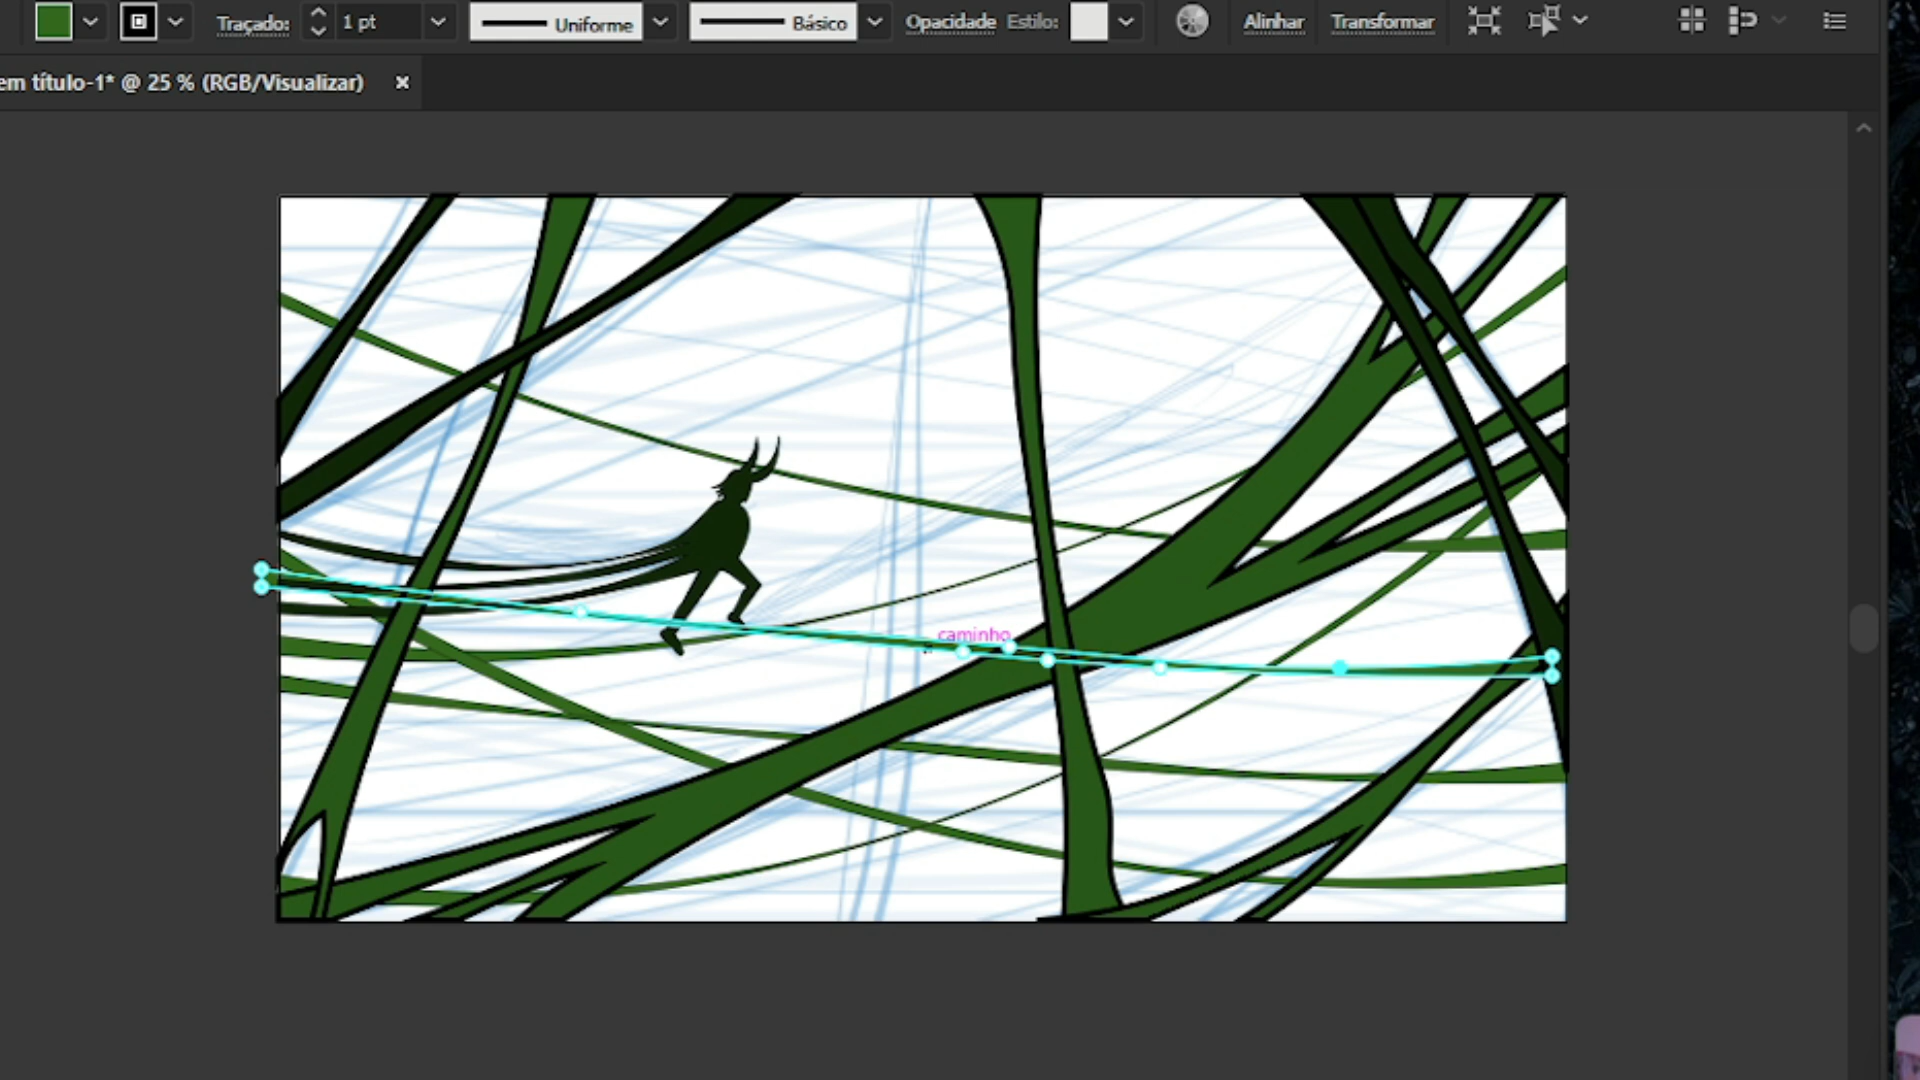 Traçado: 1 pt Uniforme Básico Opacidade Estilo: Alinhar Transformar
em título-1* @ 25 % (RGB/Visualizar) ×
caminho